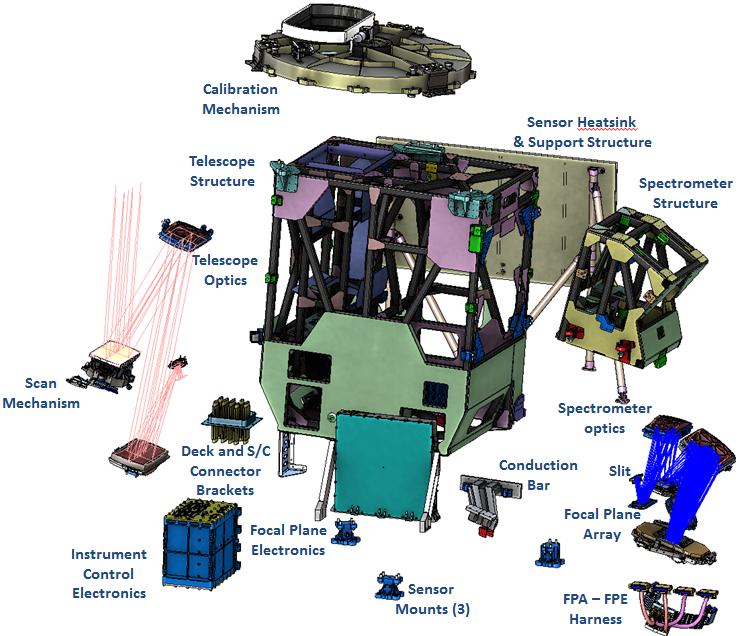 Calibration
Mechanism
Sensor Heatsink
& Support Structure
Telescope
Structure
Spectrometer
Structure
Telescope
Optics
Scan
Mechanism
Spectrometer
optics
Deck and S/C
Connector
Brackets
Conduction
Bar
Slit
Focal Plane
Array
Focal Plane
Electronics
Instrument
Control
Electronics
Sensor
Mounts (3)
FPA – FPE
Harness